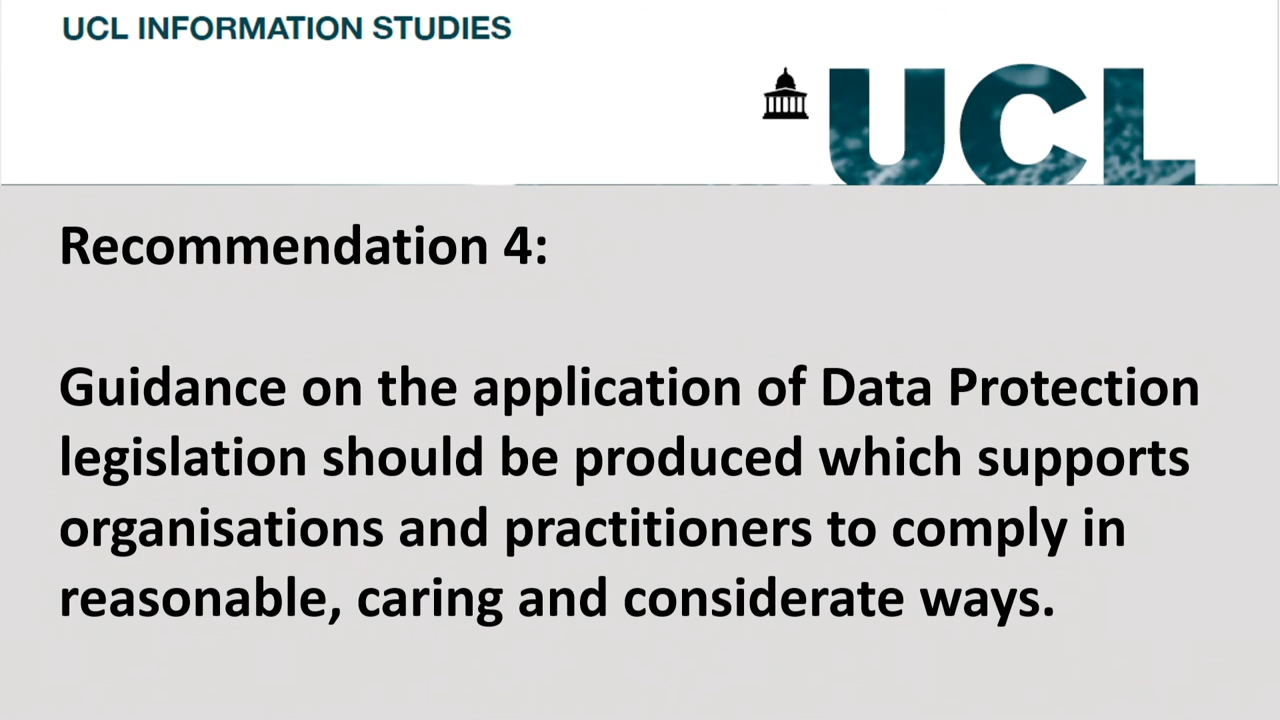 UCL INFORMATION STUDIES
UCL
Recommendation 4:
Guidance on the application of Data Protection
legislation should be produced which supports
organisations and practitioners to comply in
reasonable, caring and considerate ways.